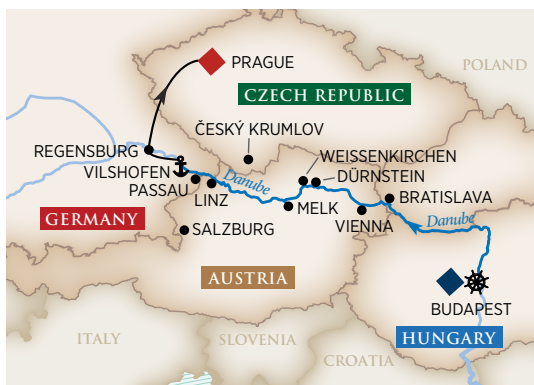 PRAGUE
POLAND
CZECH REPUBLIC
ČESKÝ KRUMLOV
REGENSBURG
WEISSENKIRCHEN
VILSHOFEN
Danube
DÜRNSTEIN
PASSAU
LINZ
BRATISLAVA
MELK
GERMANY
VIENNA
Danube
SALZBURG
AUSTRIA
BUDAPEST
ITALY
SLOVENIA
HUNGARY
CROATIA